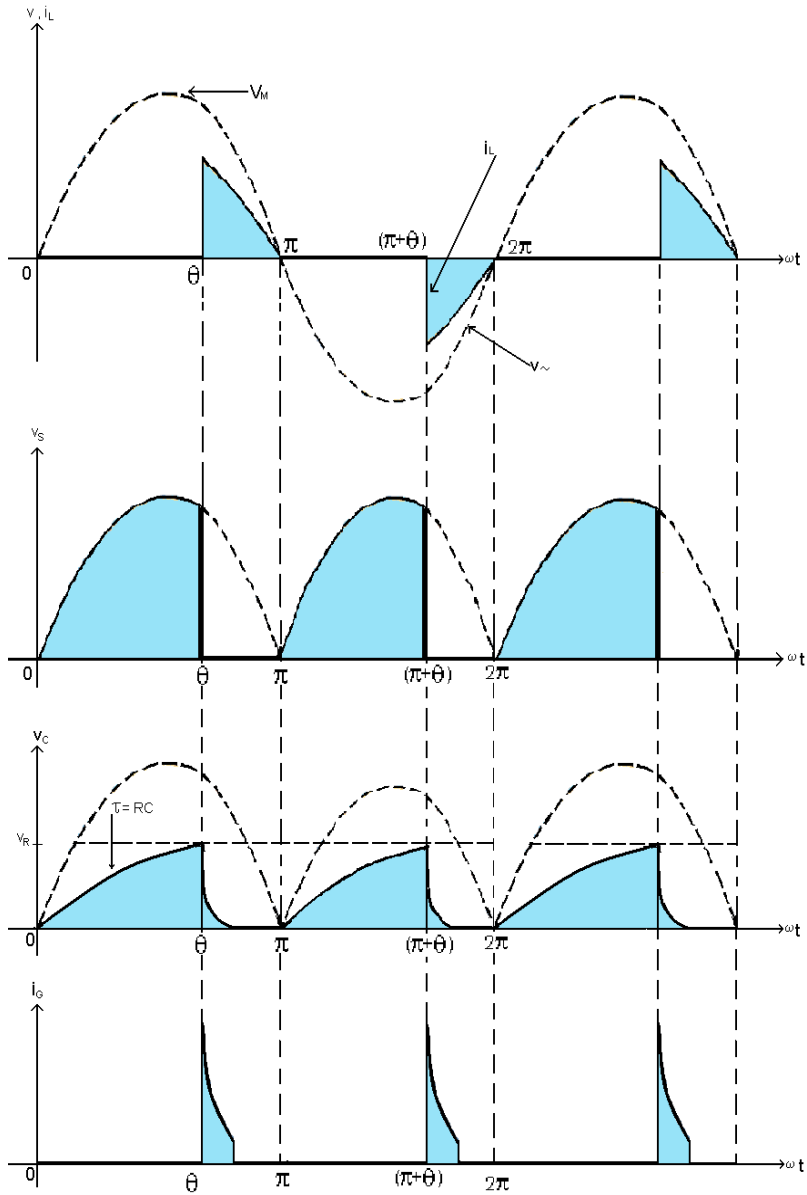 v, iL
VM
iL
(π+θ)
π
2π
0
θ
ωt
v~
vS
0
θ
π
(π+θ)
2π
ωt
vC
τ=RC
VR
0
θ
π
(π+θ)
2π
ωt
iG
0
θ
π
(π+θ)
2π
ωt